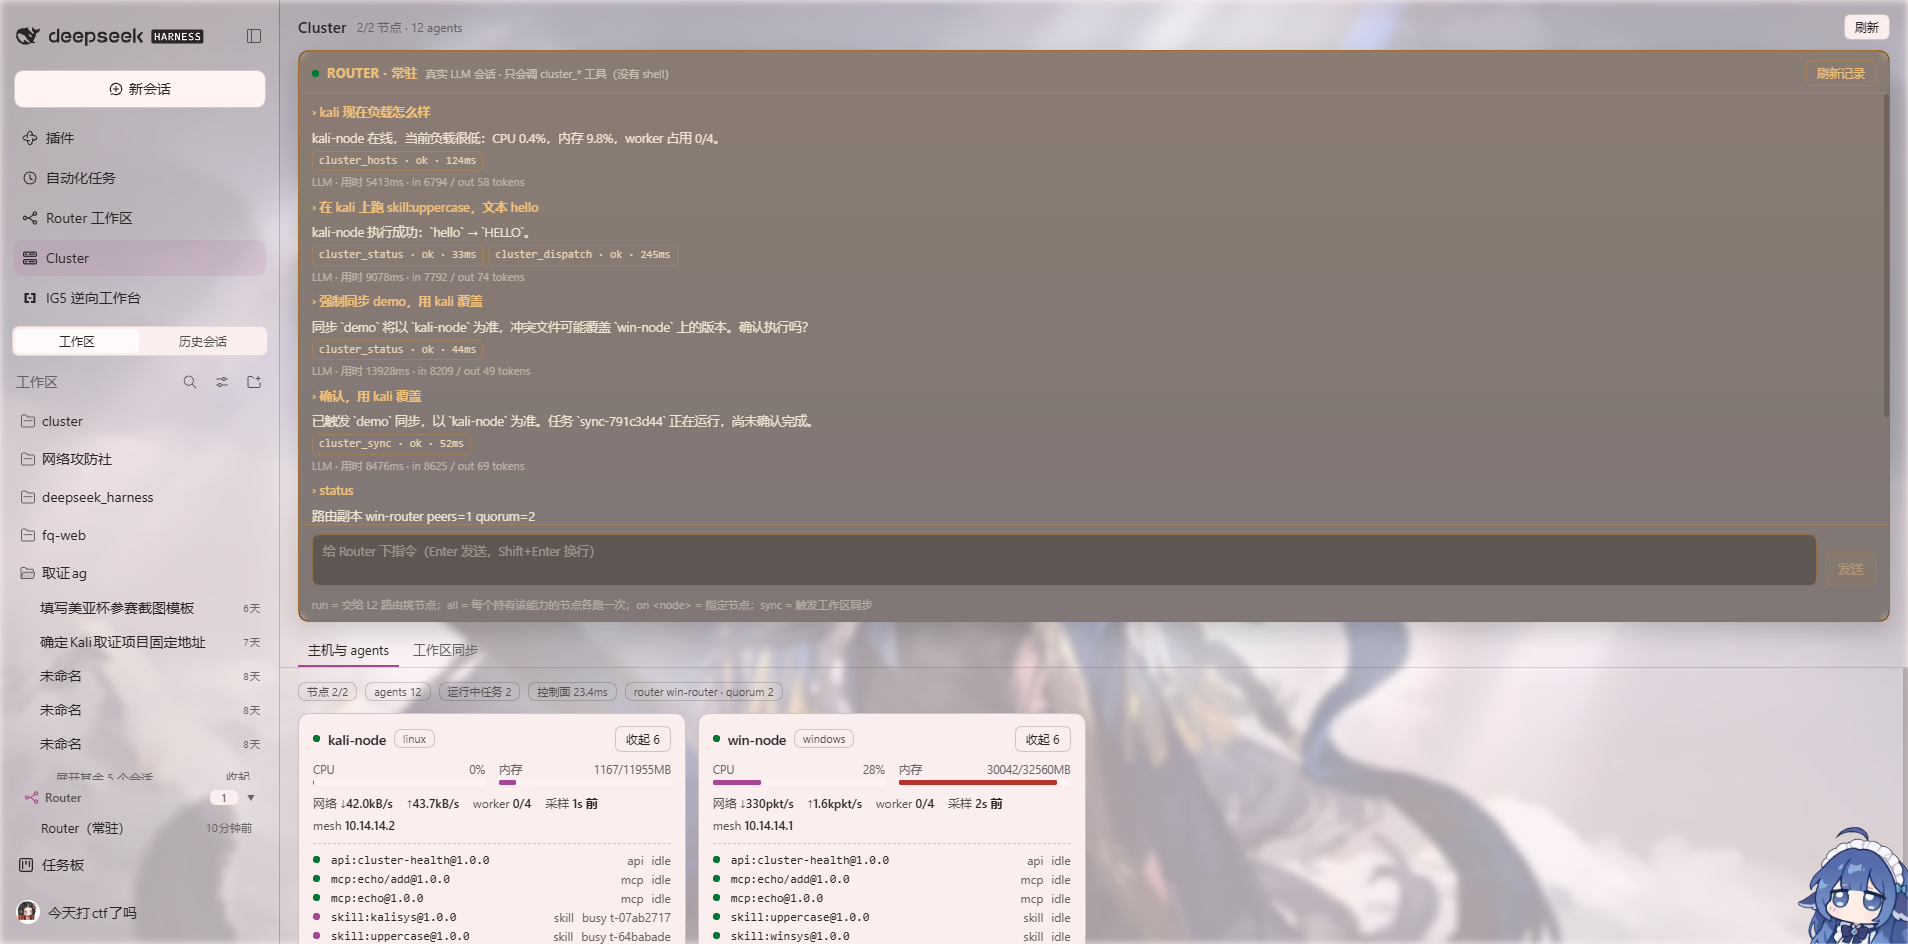 deepseek HARNESS
新会话
插件
自动化任务
Router 工作区
Cluster
IG5 逆向工作台
工作区 历史会话
工作区
cluster
网络攻防社
deepseek_harness
fq-web
取证ag
填写美亚杯参赛截图模板 6天
确定Kali取证项目固定地址 7天
未命名 8天
未命名 8天
未命名 8天
展开其余 5 个会话 收起
Router 1
Router（常驻） 10分钟前
任务板
今天打ctf了吗
Cluster 2/2 节点 · 12 agents 刷新
ROUTER · 常驻 真实 LLM 会话 · 只会调 cluster_* 工具（没有 shell） 刷新记录
› kali 现在负载怎么样
kali-node 在线，当前负载很低：CPU 0.4%，内存 9.8%，worker 占用 0/4。
cluster_hosts · ok · 124ms
LLM · 用时 5413ms · in 6794 / out 58 tokens
› 在 kali 上跑 skill:uppercase，文本 hello
kali-node 执行成功：`hello` → `HELLO`。
cluster_status · ok · 33ms cluster_dispatch · ok · 245ms
LLM · 用时 9078ms · in 7792 / out 74 tokens
› 强制同步 demo，用 kali 覆盖
同步 `demo` 将以 `kali-node` 为准，冲突文件可能覆盖 `win-node` 上的版本。确认执行吗？
cluster_status · ok · 44ms
LLM · 用时 13928ms · in 8209 / out 49 tokens
› 确认，用 kali 覆盖
已触发 `demo` 同步，以 `kali-node` 为准。任务 `sync-791c3d44` 正在运行，尚未确认完成。
cluster_sync · ok · 52ms
LLM · 用时 8476ms · in 8625 / out 69 tokens
› status
路由副本 win-router peers=1 quorum=2
给 Router 下指令（Enter 发送，Shift+Enter 换行）
发送
run = 交给 L2 路由挑节点；all = 每个持有该能力的节点各跑一次；on <node> = 指定节点；sync = 触发工作区同步
主机与 agents 工作区同步
节点 2/2 agents 12 运行中任务 2 控制面 23.4ms router win-router · quorum 2
kali-node linux 收起 6
CPU 0% 内存 1167/11955MB
网络 ↓42.0kB/s ↑43.7kB/s worker 0/4 采样 1s 前
mesh 10.14.14.2
api:cluster-health@1.0.0 api idle
mcp:echo/add@1.0.0 mcp idle
mcp:echo@1.0.0 mcp idle
skill:kalisys@1.0.0 skill busy t-07ab2717
skill:uppercase@1.0.0 skill busy t-64babade
win-node windows 收起 6
CPU 28% 内存 30042/32560MB
网络 ↓330pkt/s ↑1.6kpkt/s worker 0/4 采样 2s 前
mesh 10.14.14.1
api:cluster-health@1.0.0 api idle
mcp:echo/add@1.0.0 mcp idle
mcp:echo@1.0.0 mcp idle
skill:uppercase@1.0.0 skill idle
skill:winsys@1.0.0 skill idle